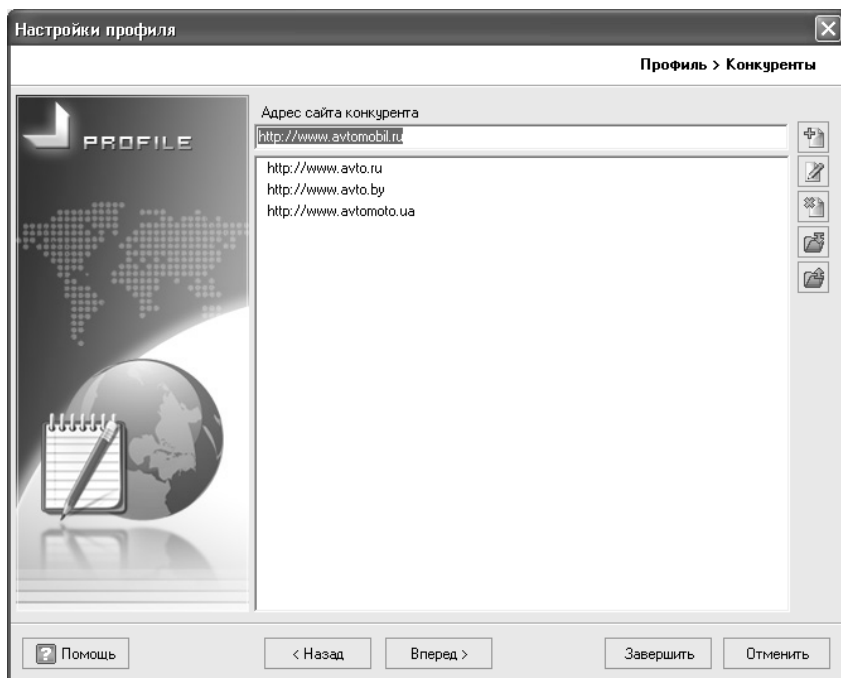 Настройки профиля
Профиль > Конкуренты
PROFILE
Адрес сайта конкурента
http://www.avtomobil.ru
http://www.avto.ru
http://www.avto.by
http://www.avtomoto.ua
? Помощь
< Назад
Вперед >
Завершить
Отменить